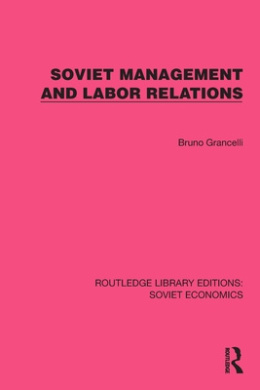 SOVIET MANAGEMENT
AND LABOR RELATIONS
Bruno Grancelli
ROUTLEDGE LIBRARY EDITIONS:
SOVIET ECONOMICS
ROUTLEDGE